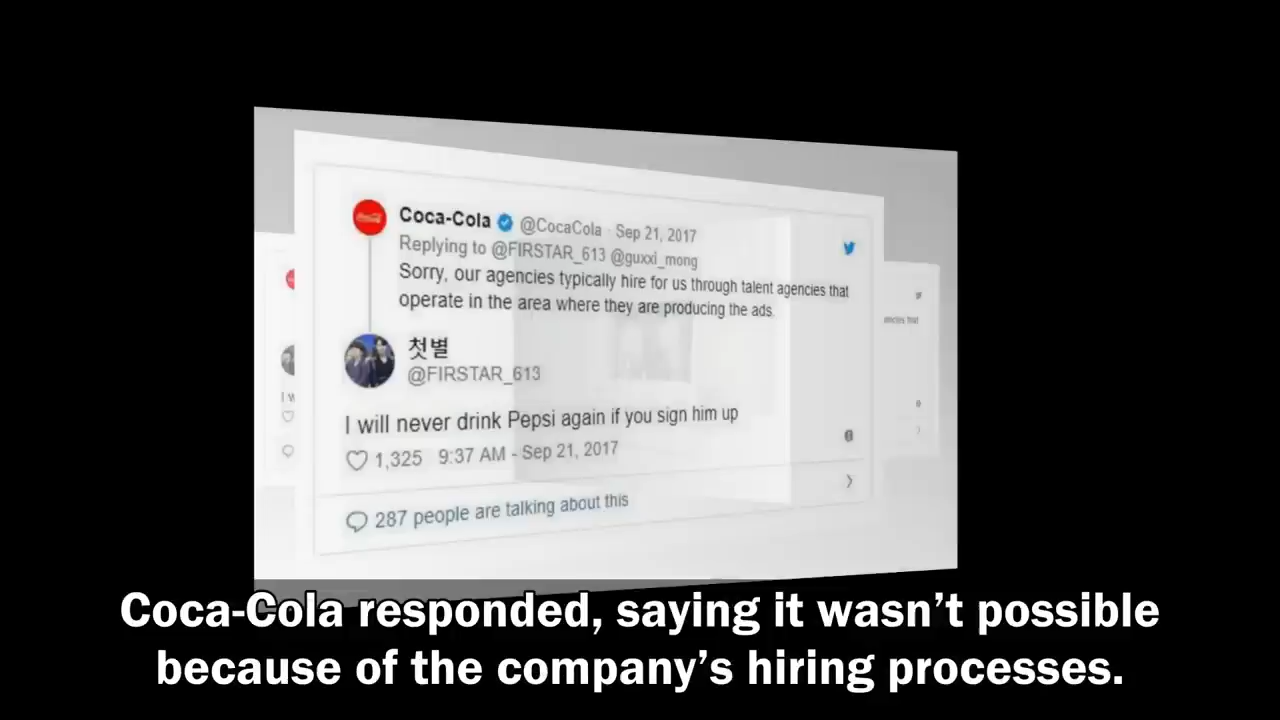 Coca-Cola @CocaCola · Sep 21, 2017
Replying to @FIRSTAR_613 @guxxi_mong
Sorry, our agencies typically hire for us through talent agencies that
operate in the area where they are producing the ads.
첫별
@FIRSTAR_613
I will never drink Pepsi again if you sign him up
1,325 9:37 AM - Sep 21, 2017
287 people are talking about this
Coca-Cola responded, saying it wasn’t possible
because of the company’s hiring processes.